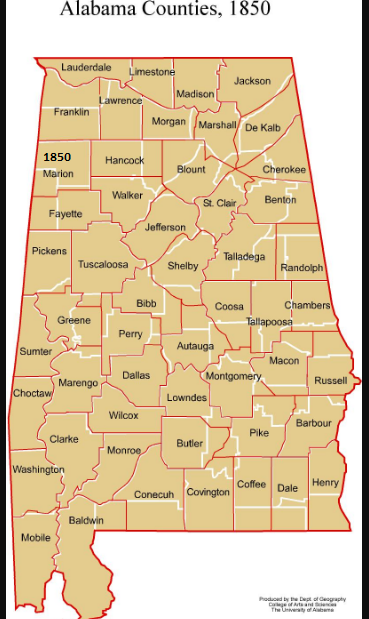 Alabama Counties, 1850
Lauderdale
Limestone
Jackson
Madison
Lawrence
Franklin
Morgan
Marshall
De Kalb
1850
Marion
Hancock
Blount
Cherokee
Walker
St. Clair
Benton
Fayette
Jefferson
Pickens
Tuscaloosa
Shelby
Talladega
Randolph
Bibb
Coosa
Chambers
Greene
Tallapoosa
Perry
Autauga
Sumter
Macon
Marengo
Dallas
Montgomery
Russell
Choctaw
Lowndes
Wilcox
Barbour
Clarke
Butler
Pike
Monroe
Washington
Conecuh
Covington
Coffee
Dale
Henry
Baldwin
Mobile
Produced by the Dept. of Geography
College of Arts and Sciences
The University of Alabama